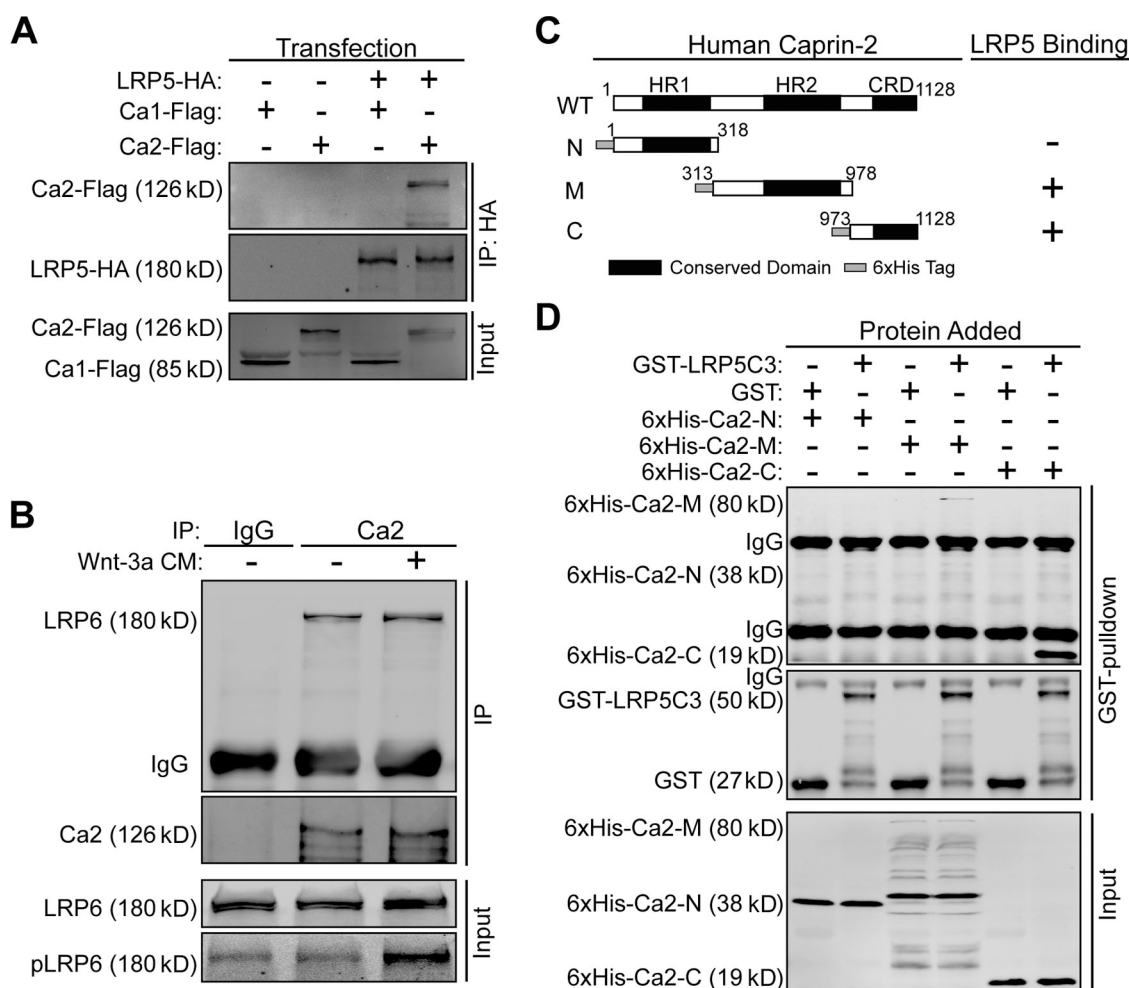 A
Transfection
LRP5-HA: - - + +
Ca1-Flag: + - + -
Ca2-Flag: - + - +
Ca2-Flag (126 kD)
LRP5-HA (180 kD)
IP: HA
Ca2-Flag (126 kD)
Ca1-Flag (85 kD)
Input
B
IP: IgG Ca2
Wnt-3a CM: - - +
LRP6 (180 kD)
IgG
Ca2 (126 kD)
IP
LRP6 (180 kD)
pLRP6 (180 kD)
Input
C
Human Caprin-2 LRP5 Binding
1 HR1 HR2 CRD 1128
WT
1 318
N -
313 978
M +
973 1128
C +
Conserved Domain 6xHis Tag
D
Protein Added
GST-LRP5C3: - + - + - +
GST: + - + - + -
6xHis-Ca2-N: + + - - - -
6xHis-Ca2-M: - - + + - -
6xHis-Ca2-C: - - - - + +
6xHis-Ca2-M (80 kD)
IgG
6xHis-Ca2-N (38 kD)
IgG
6xHis-Ca2-C (19 kD)
IgG
GST-LRP5C3 (50 kD)
GST (27 kD)
GST-pulldown
6xHis-Ca2-M (80 kD)
6xHis-Ca2-N (38 kD)
6xHis-Ca2-C (19 kD)
Input